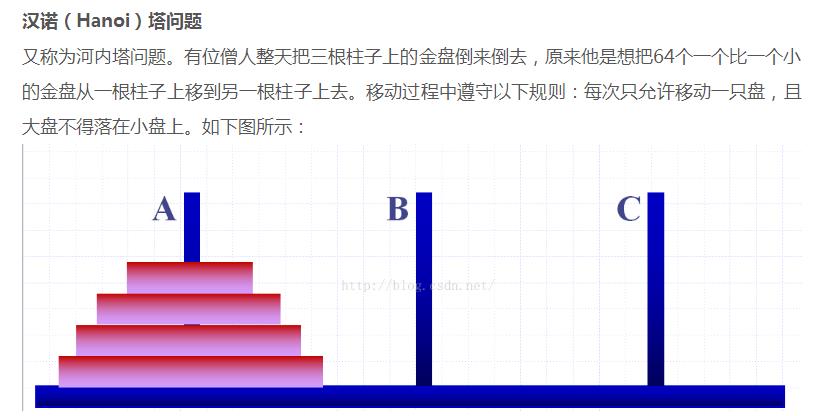 汉诺（Hanoi）塔问题
又称为河内塔问题。有位僧人整天把三根柱子上的金盘倒来倒去，原来他是想把64个一个比一个小
的金盘从一根柱子上移到另一根柱子上去。移动过程中遵守以下规则：每次只允许移动一只盘，且
大盘不得落在小盘上。如下图所示：
A B C
http://blog.csdn.net/